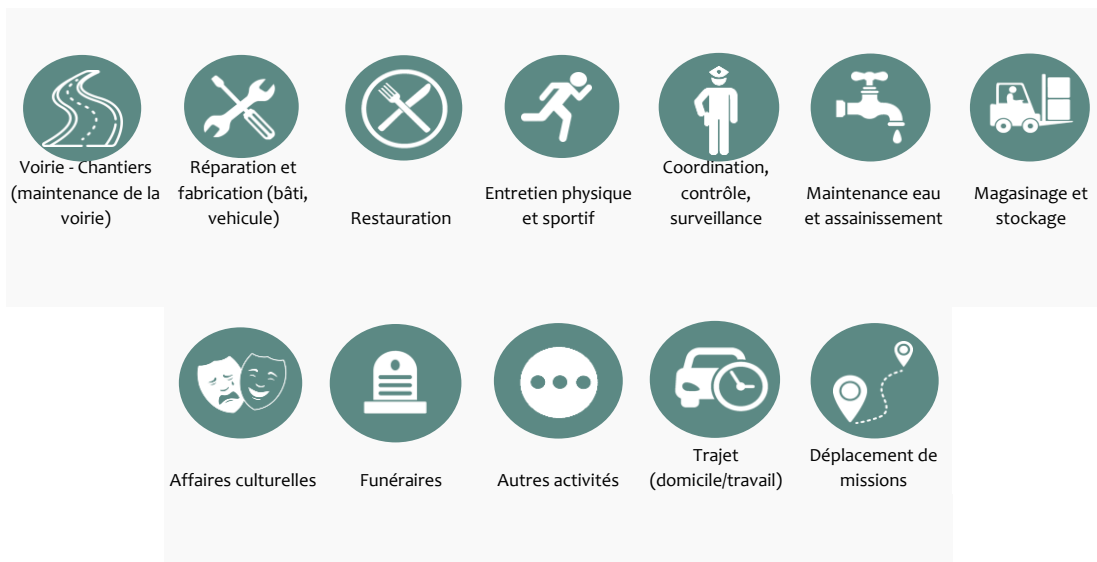 Voirie - Chantiers
(maintenance de la
voirie)
Réparation et
fabrication (bâti,
vehicule)
Restauration
Entretien physique
et sportif
Coordination,
contrôle,
surveillance
Maintenance eau
et assainissement
Magasinage et
stockage
Affaires culturelles
Funéraires
Autres activités
Trajet
(domicile/travail)
Déplacement de
missions